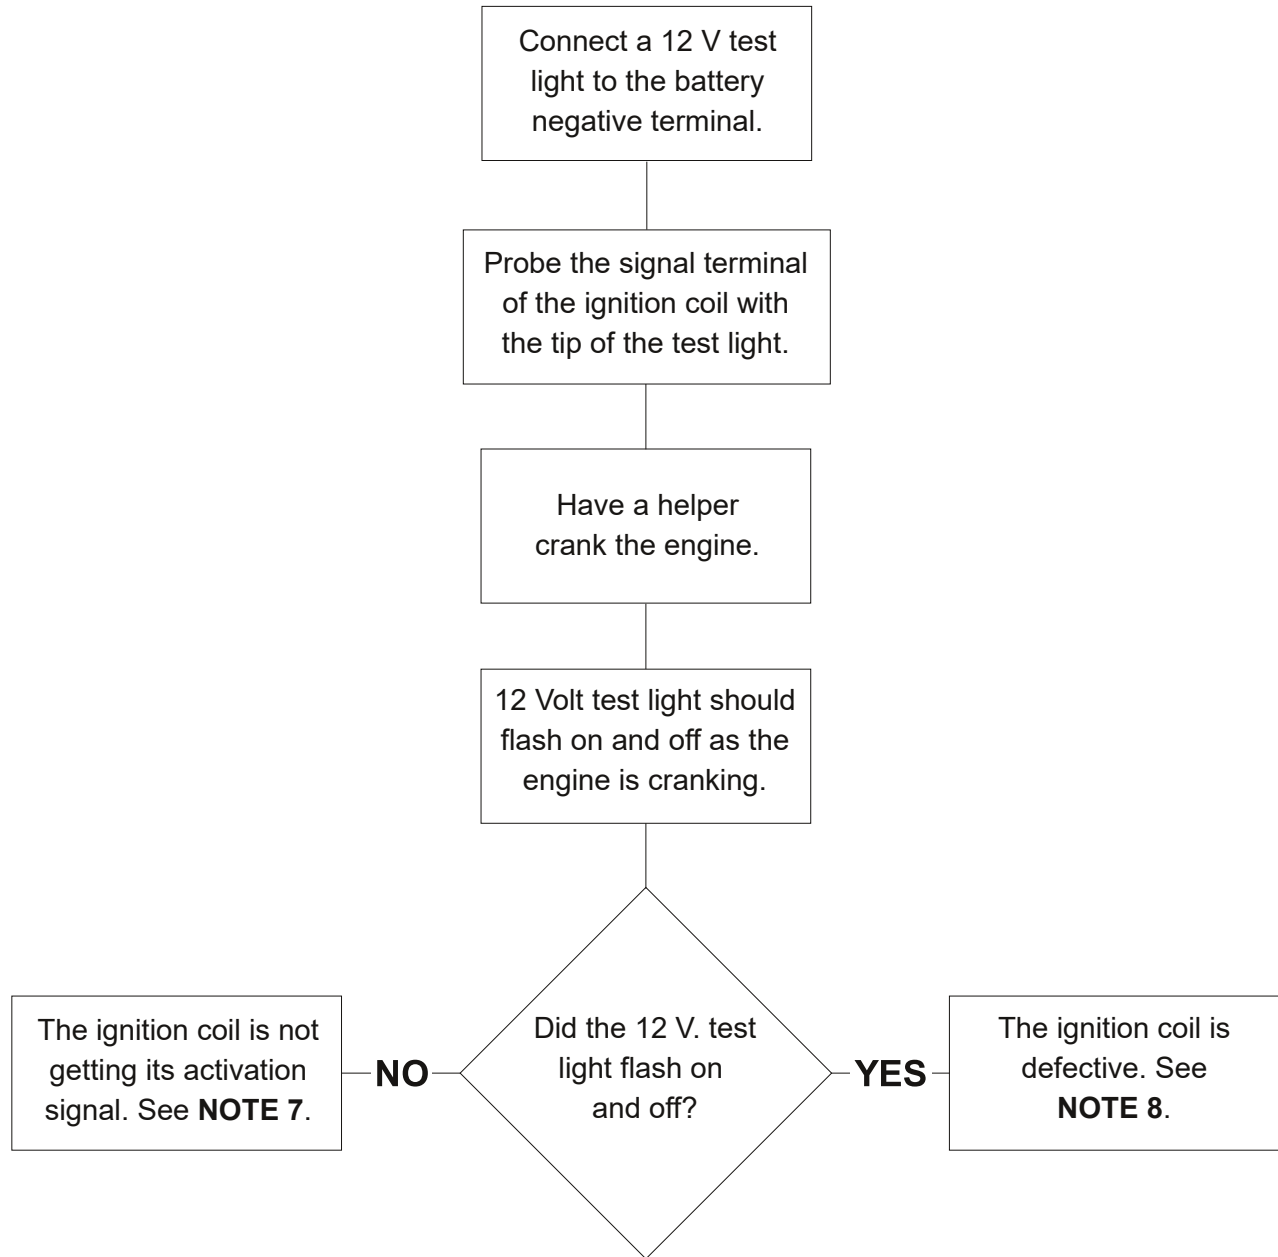 Connect a 12 V test
light to the battery
negative terminal.
Probe the signal terminal
of the ignition coil with
the tip of the test light.
Have a helper
crank the engine.
12 Volt test light should
flash on and off as the
engine is cranking.
Did the 12 V. test
light flash on
and off?
NO
The ignition coil is not
getting its activation
signal. See NOTE 7.
YES
The ignition coil is
defective. See
NOTE 8.